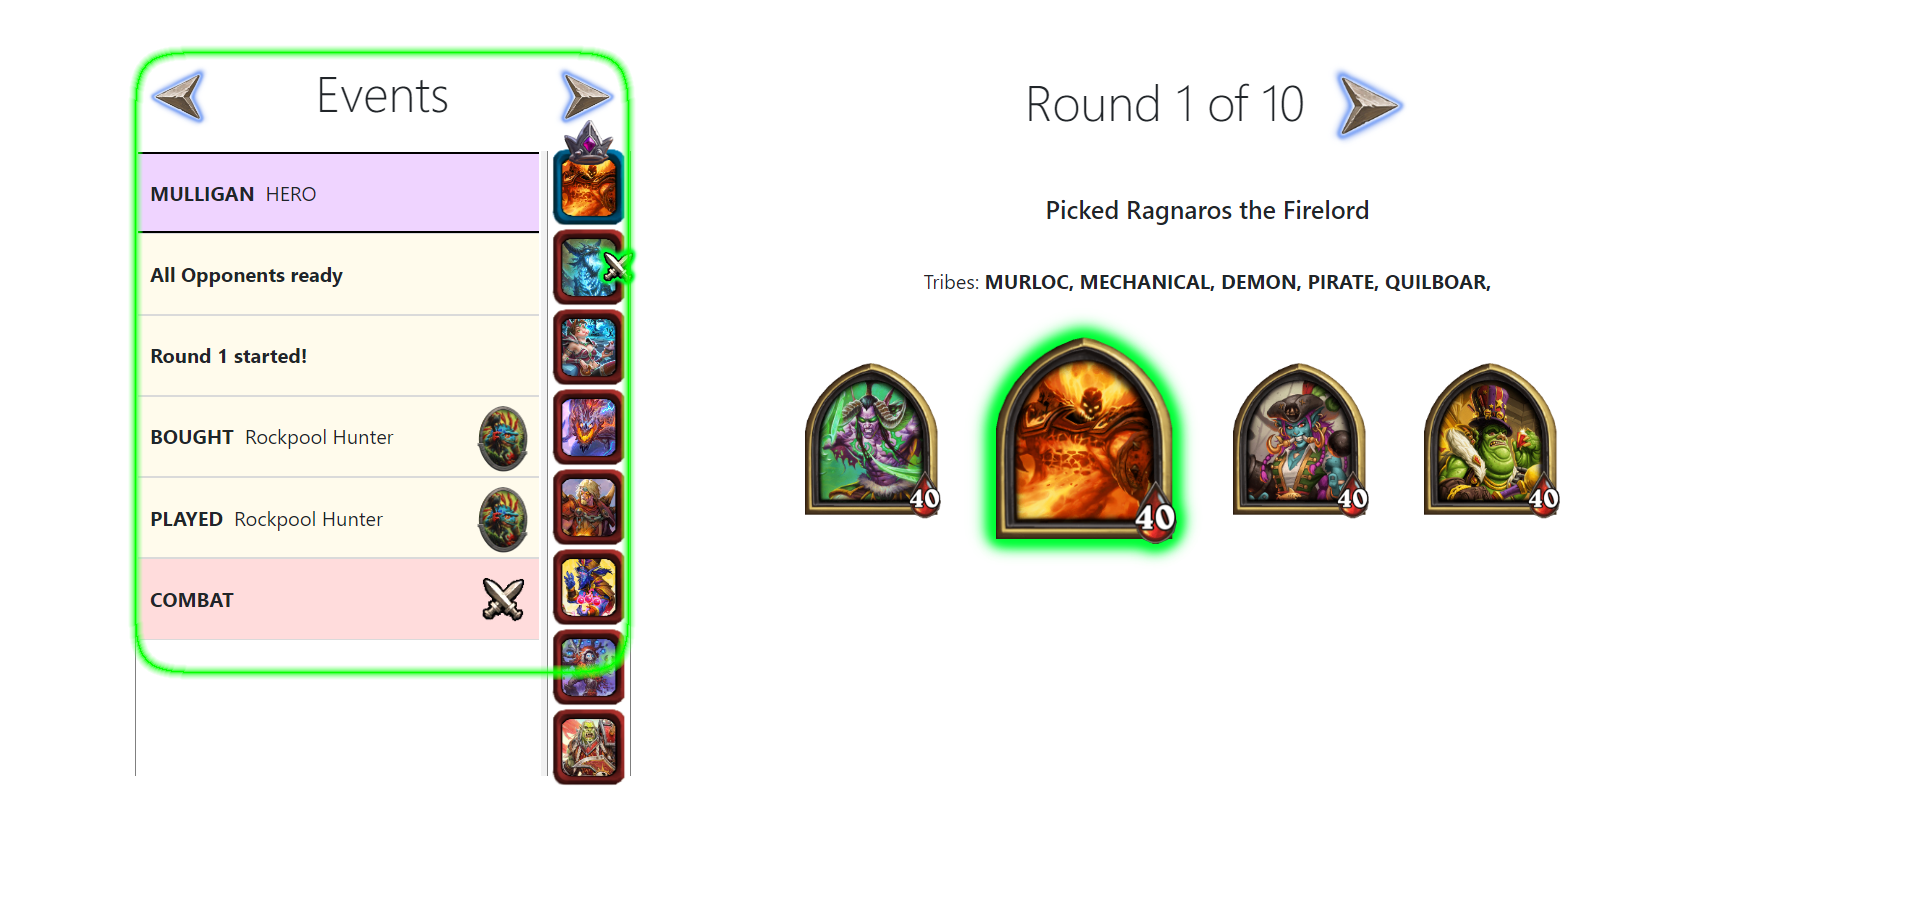 Events
MULLIGAN HERO
All Opponents ready
Round 1 started!
BOUGHT Rockpool Hunter
PLAYED Rockpool Hunter
COMBAT
Round 1 of 10
Picked Ragnaros the Firelord
Tribes: MURLOC, MECHANICAL, DEMON, PIRATE, QUILBOAR,
40 40 40 40